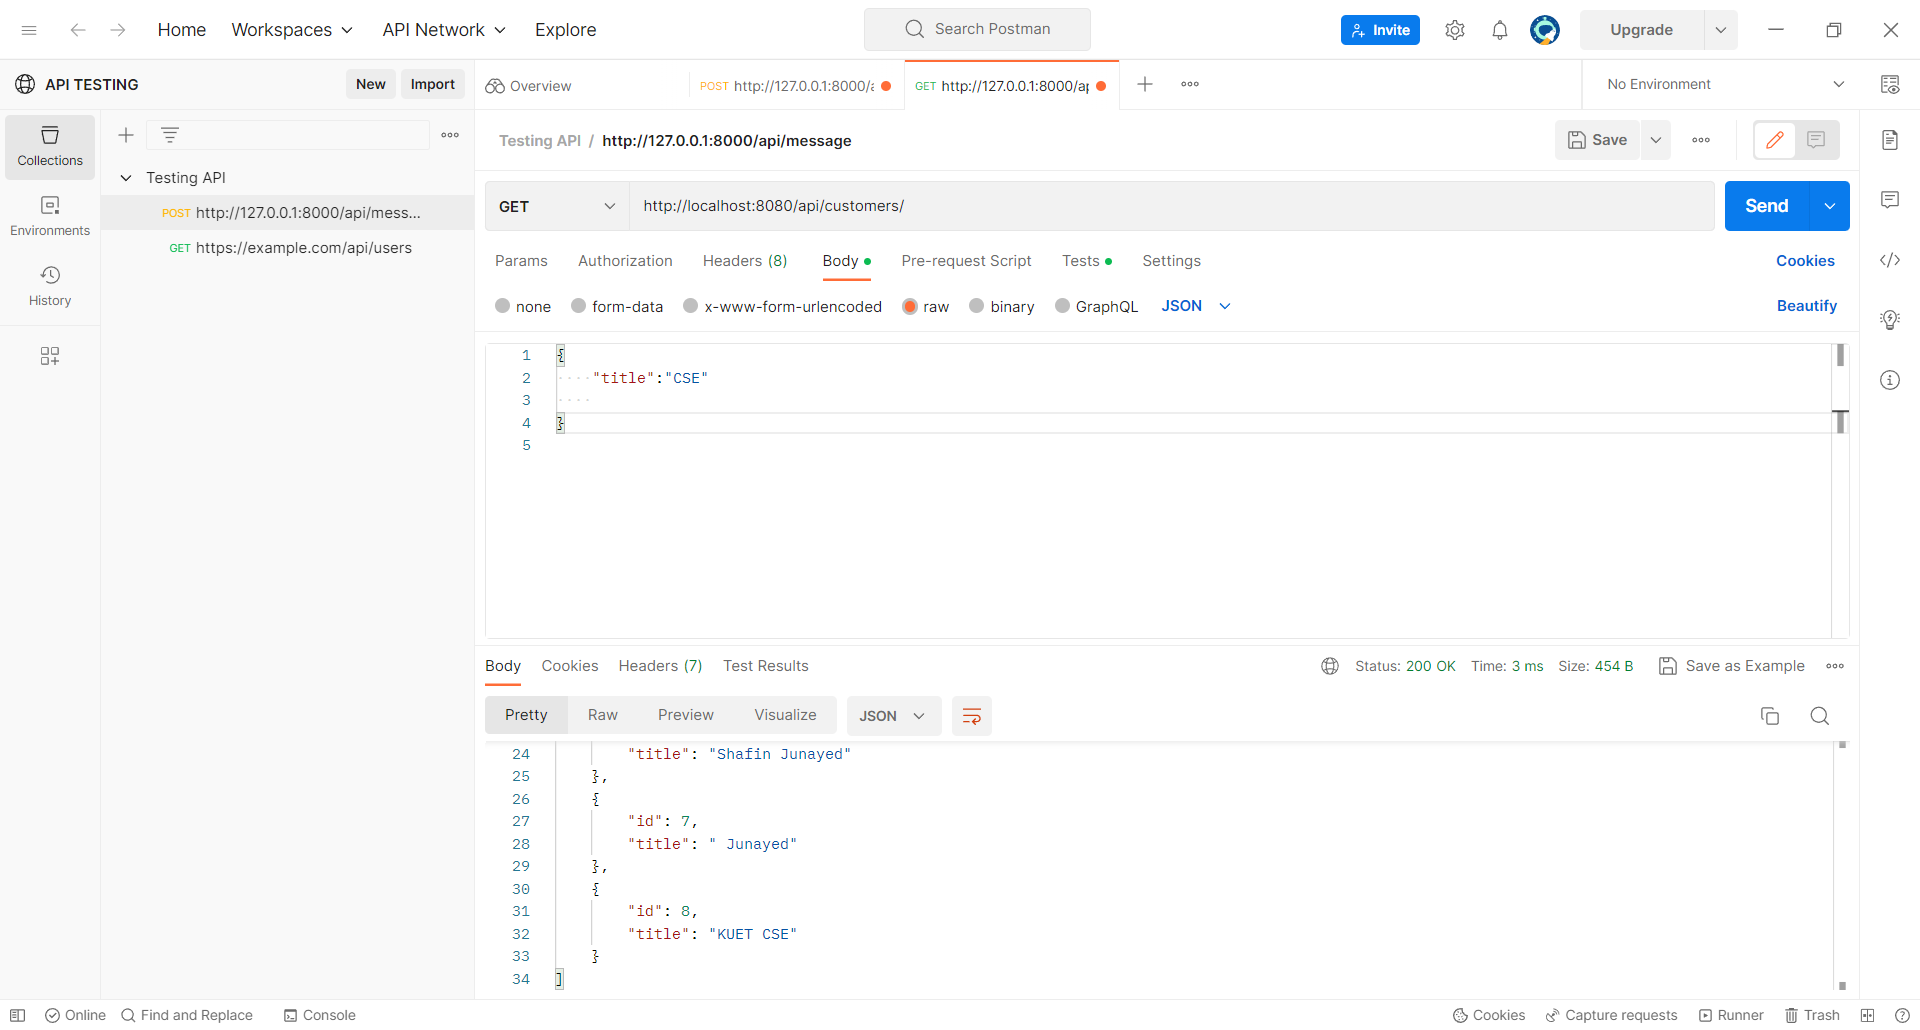 Home Workspaces API Network Explore Search Postman Invite Upgrade
API TESTING New Import Overview POST http://127.0.0.1:8000/a GET http://127.0.0.1:8000/ap No Environment
Collections
Environments
History
Testing API
POST http://127.0.0.1:8000/api/mess...
GET https://example.com/api/users
Testing API / http://127.0.0.1:8000/api/message Save
GET http://localhost:8080/api/customers/ Send
Params Authorization Headers (8) Body Pre-request Script Tests Settings Cookies
none form-data x-www-form-urlencoded raw binary GraphQL JSON Beautify
1 {
2 "title":"CSE"
3
4 }
5
Body Cookies Headers (7) Test Results Status: 200 OK Time: 3 ms Size: 454 B Save as Example
Pretty Raw Preview Visualize JSON
24 "title": "Shafin Junayed"
25 },
26 {
27 "id": 7,
28 "title": " Junayed"
29 },
30 {
31 "id": 8,
32 "title": "KUET CSE"
33 }
34 ]
Online Find and Replace Console Cookies Capture requests Runner Trash